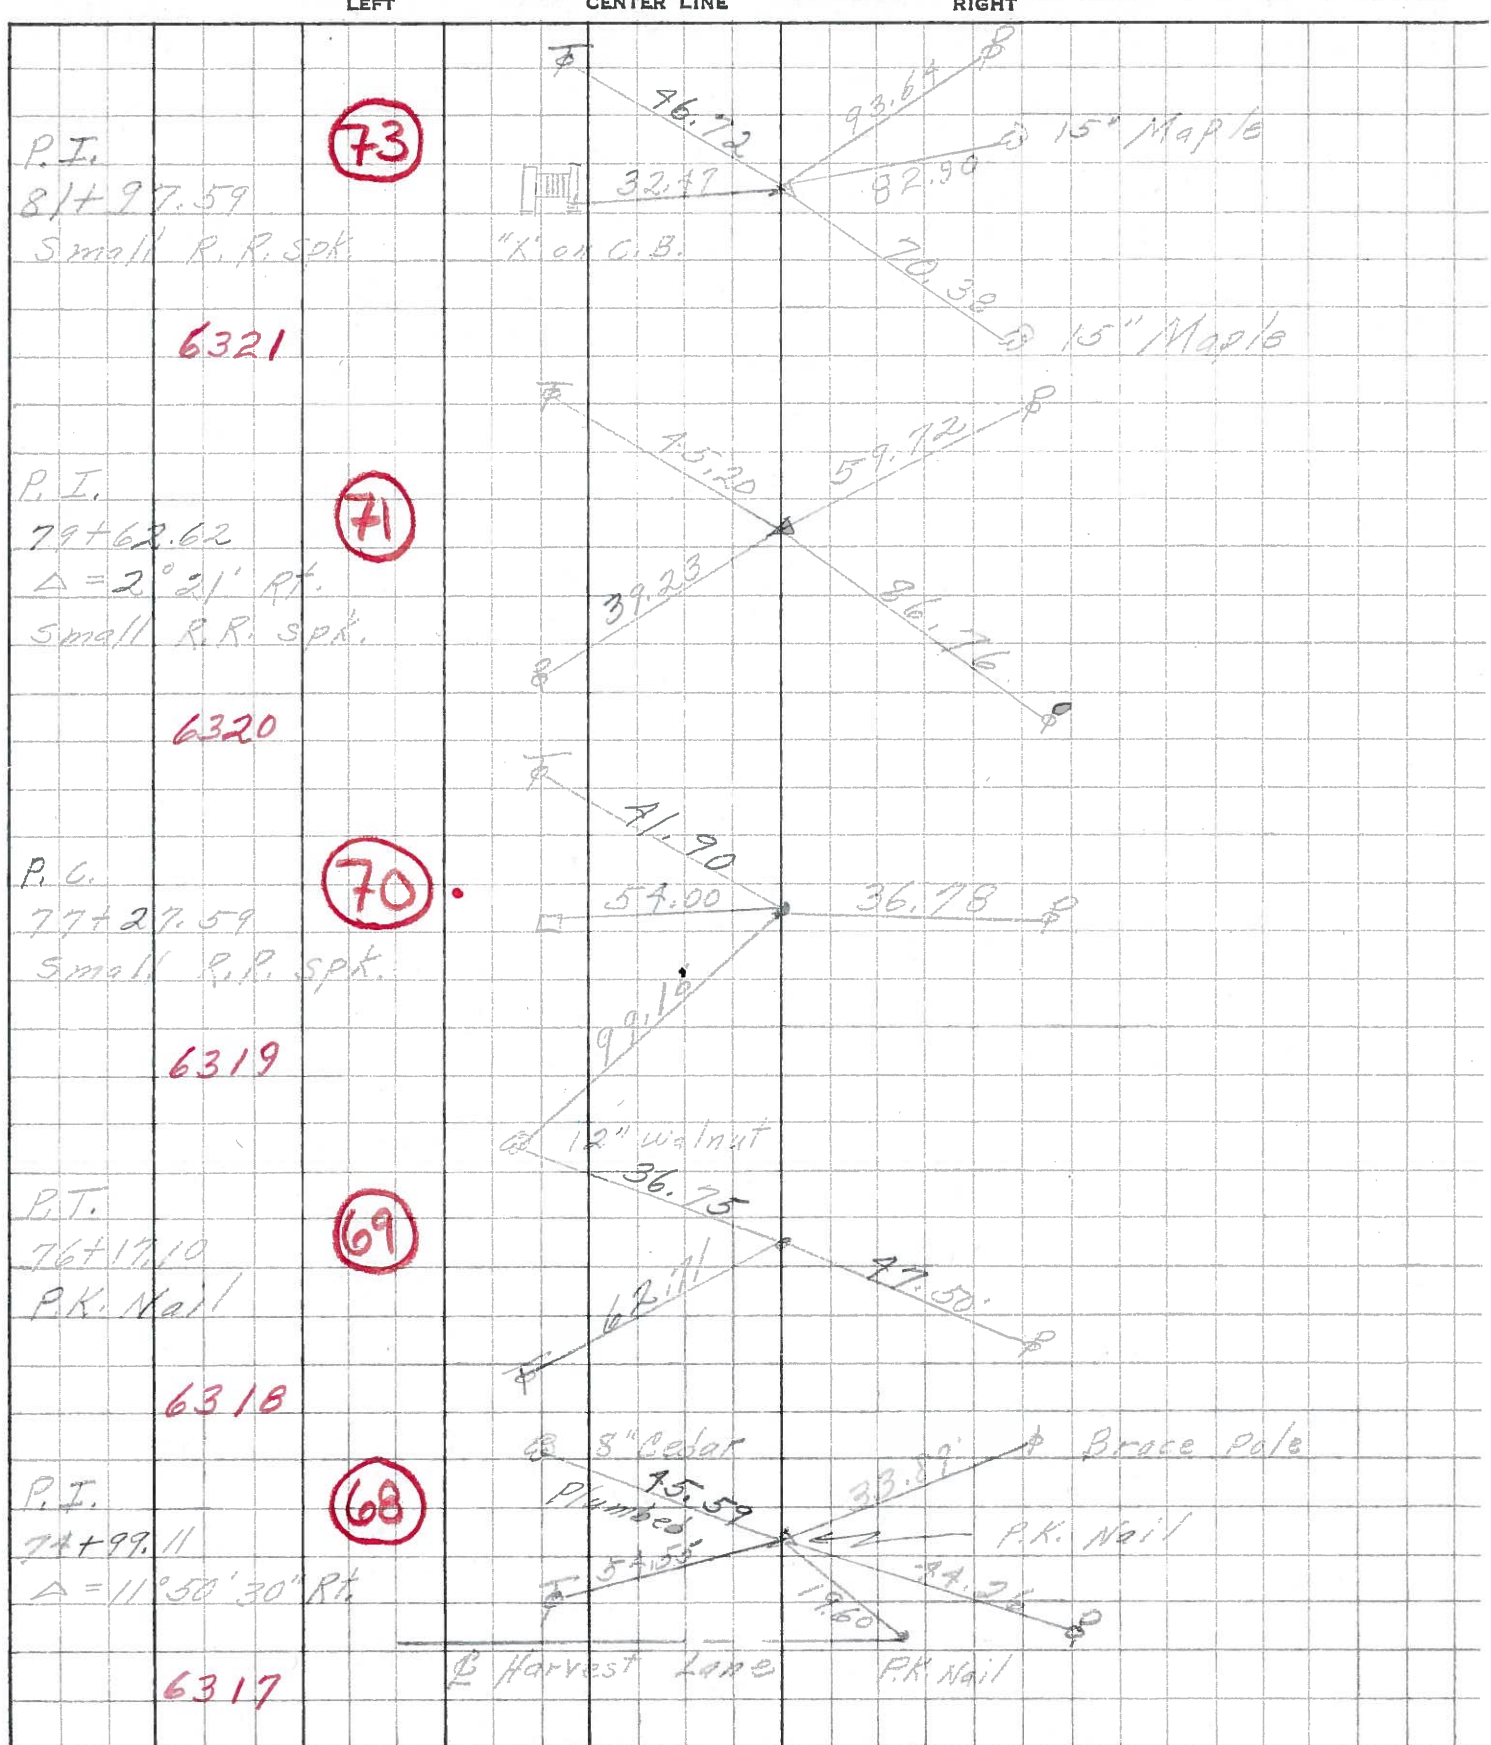 LEFT CENTER LINE RIGHT
73
46.72
93.64
15" Maple
P.I.
32.47
82.90
81+97.59
Small R.R. Spk.
"X" on C.B.
70.38
6321
15" Maple
45.20
59.72
P.I.
71
79+62.62
Δ = 2°21' Rt.
39.23
86.76
Small R.R. Spk.
6320
41.90
P.C.
70
54.00
36.78
77+27.59
Small R.R. Spk.
99.16
6319
12" Walnut
36.75
P.T.
69
76+17.10
62.71
47.50
P.K. Nail
6318
8" Cedar
33.89
Brace Pole
P.I.
68
Plumbed
45.59
P.K. Nail
74+99.11
54.55
Δ = 11°50'30" Rt.
19.60
℄ Harvest Lane
P.K. Nail
6317